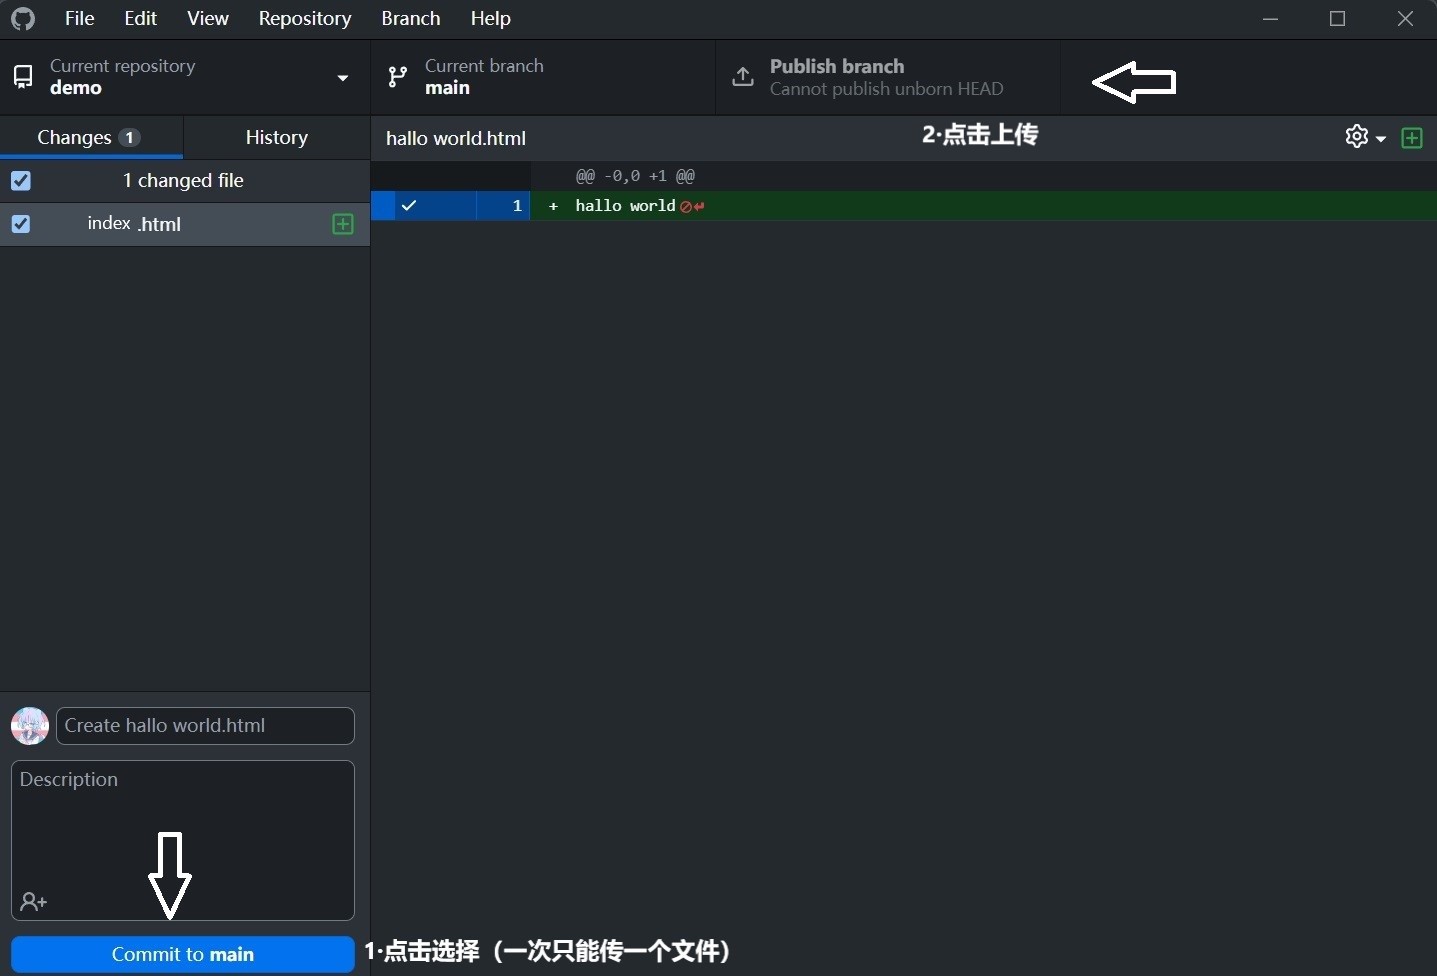 File Edit View Repository Branch Help
Current repository
demo
Current branch
main
Publish branch
Cannot publish unborn HEAD
Changes 1
History
hallo world.html
2·点击上传
1 changed file
@@ -0,0 +1 @@
1 + hallo world
index .html
Create hallo world.html
Description
Commit to main
1·点击选择（一次只能传一个文件）